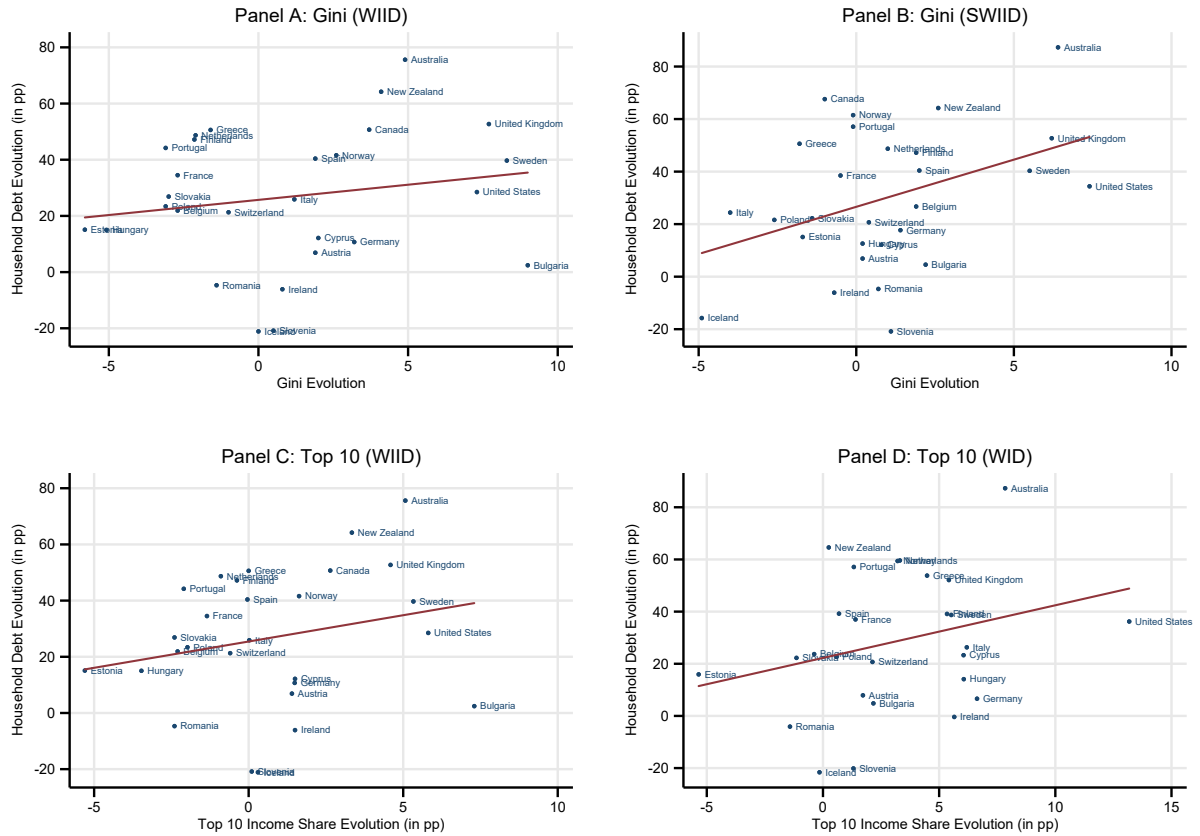 Panel A: Gini (WIID)
Household Debt Evolution (in pp)
80
60
40
20
0
-20
Australia
New Zealand
Canada
United Kingdom
Greece
Netherlands
Finland
Portugal
Spain
Norway
Sweden
France
United States
Slovakia
Italy
Poland
Belgium
Switzerland
Estonia
Hungary
Cyprus
Germany
Austria
Bulgaria
Romania
Ireland
Iceland
Slovenia
-5 0 5 10
Gini Evolution
Panel B: Gini (SWIID)
Household Debt Evolution (in pp)
80
60
40
20
0
-20
Australia
Canada
New Zealand
Norway
Portugal
United Kingdom
Greece
Netherlands
Finland
France
Spain
Sweden
United States
Italy
Belgium
Poland
Slovakia
Switzerland
Germany
Estonia
Hungary
Cyprus
Austria
Bulgaria
Ireland
Romania
Iceland
Slovenia
-5 0 5 10
Gini Evolution
Panel C: Top 10 (WIID)
Household Debt Evolution (in pp)
80
60
40
20
0
-20
Australia
New Zealand
United Kingdom
Greece
Canada
Netherlands
Finland
Portugal
Norway
Spain
Sweden
France
United States
Slovakia
Italy
Poland
Belgium
Switzerland
Estonia
Hungary
Cyprus
Germany
Austria
Bulgaria
Romania
Ireland
Slovenia
Iceland
-5 0 5 10
Top 10 Income Share Evolution (in pp)
Panel D: Top 10 (WID)
Household Debt Evolution (in pp)
80
60
40
20
0
-20
Australia
New Zealand
Norway
Netherlands
Portugal
Greece
United Kingdom
Spain
Finland
Sweden
France
United States
Italy
Belgium
Cyprus
Slovakia
Poland
Switzerland
Estonia
Hungary
Austria
Germany
Bulgaria
Ireland
Romania
Slovenia
Iceland
-5 0 5 10 15
Top 10 Income Share Evolution (in pp)